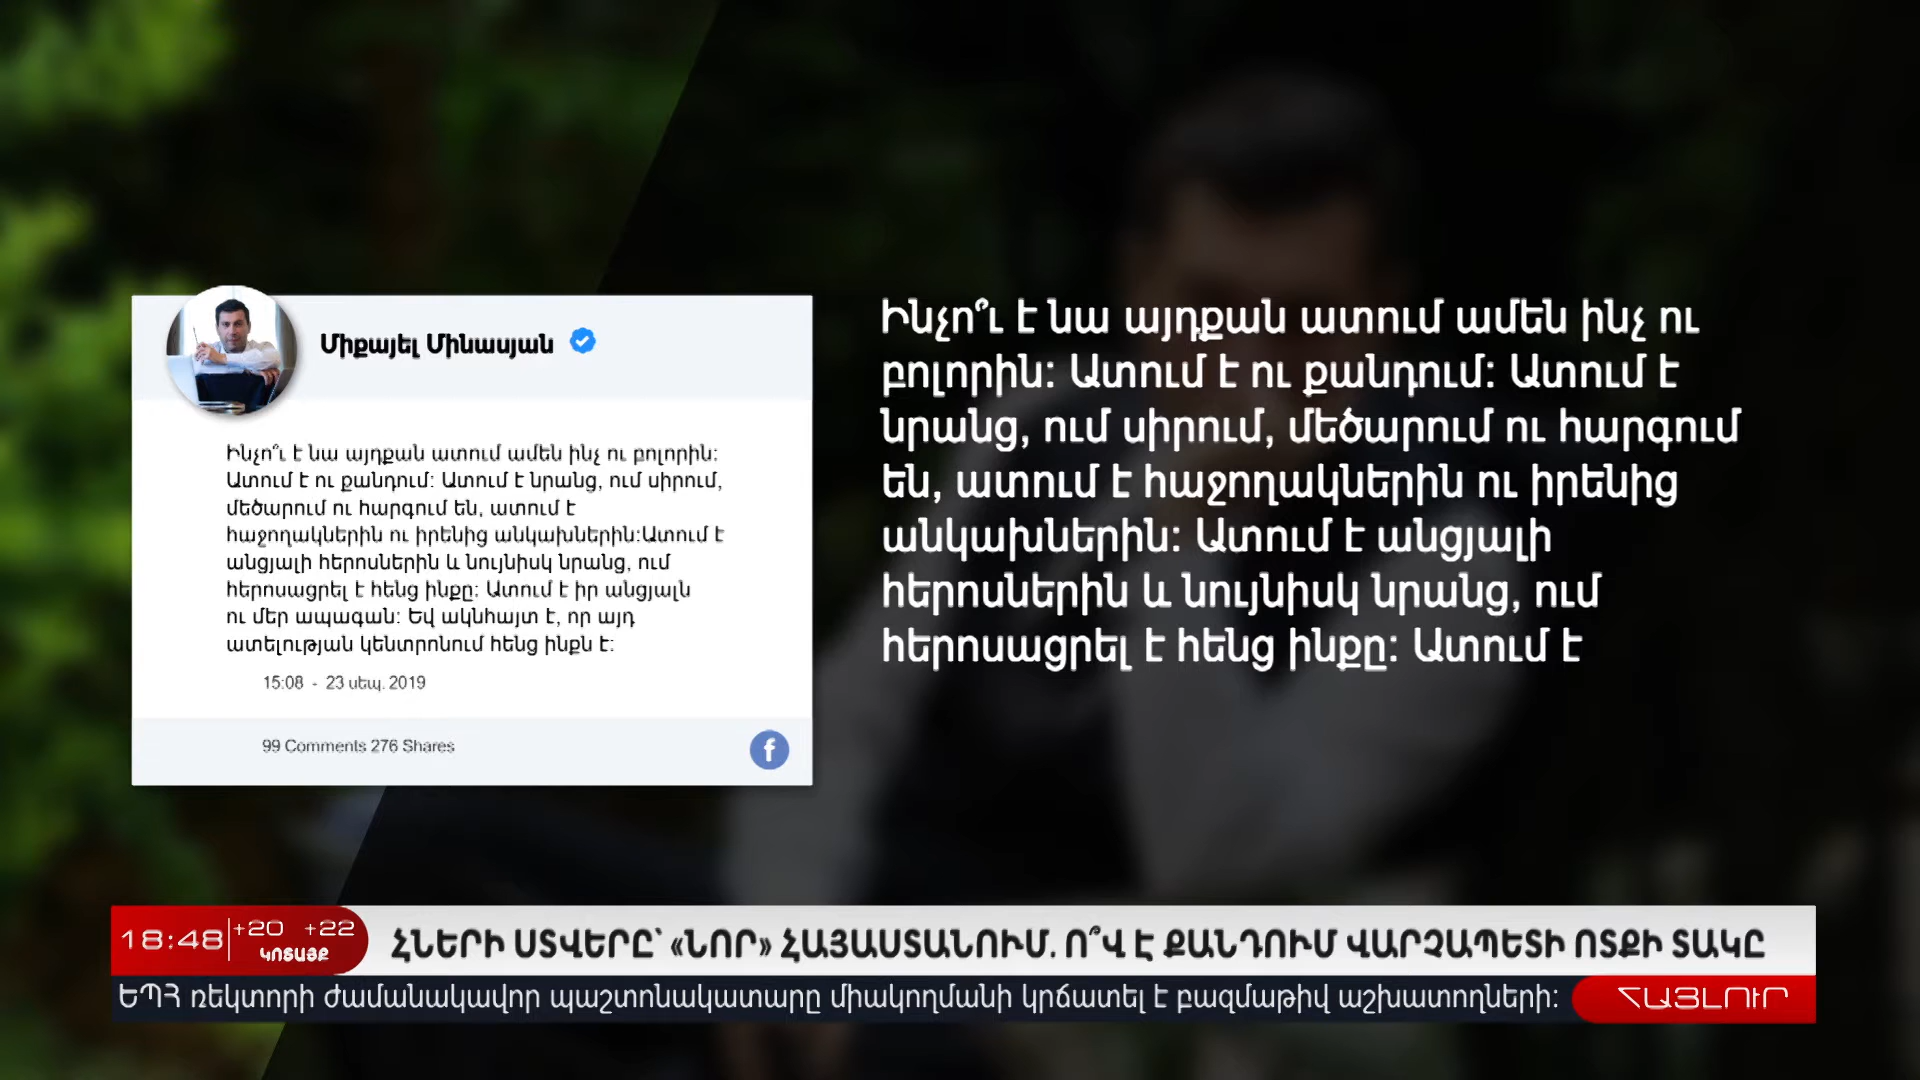 Միքայել Մինասյան
Ինչո՞ւ է նա այդքան ատում ամեն ինչ ու բոլորին:
Ատում է ու քանդում: Ատում է նրանց, ում սիրում,
մեծարում ու հարգում են, ատում է
հաջողակներին ու իրենից անկախներին:Ատում է
անցյալի հերոսներին և նույնիսկ նրանց, ում
հերոսացրել է հենց ինքը: Ատում է իր անցյալն
ու մեր ապագան: Եվ ակնհայտ է, որ այդ
ատելության կենտրոնում հենց ինքն է:
15:08 - 23 սեպ. 2019
99 Comments 276 Shares
f
Ինչո՞ւ է նա այդքան ատում ամեն ինչ ու
բոլորին: Ատում է ու քանդում: Ատում է
նրանց, ում սիրում, մեծարում ու հարգում
են, ատում է հաջողակներին ու իրենից
անկախներին: Ատում է անցյալի
հերոսներին և նույնիսկ նրանց, ում
հերոսացրել է հենց ինքը: Ատում է
18:48 +20 +22
ԿՈՏԱՅՔ
ՀՆԵՐԻ ՍՏՎԵՐԸ՝ «ՆՈՐ» ՀԱՅԱՍՏԱՆՈՒՄ. Ո՞Վ Է ՔԱՆԴՈՒՄ ՎԱՐՉԱՊԵՏԻ ՈՏՔԻ ՏԱԿԸ
ԵՊՀ ռեկտորի ժամանակավոր պաշտոնակատարը միակողմանի կրճատել է բազմաթիվ աշխատողների:
ՀԱՅԼՈՒՐ